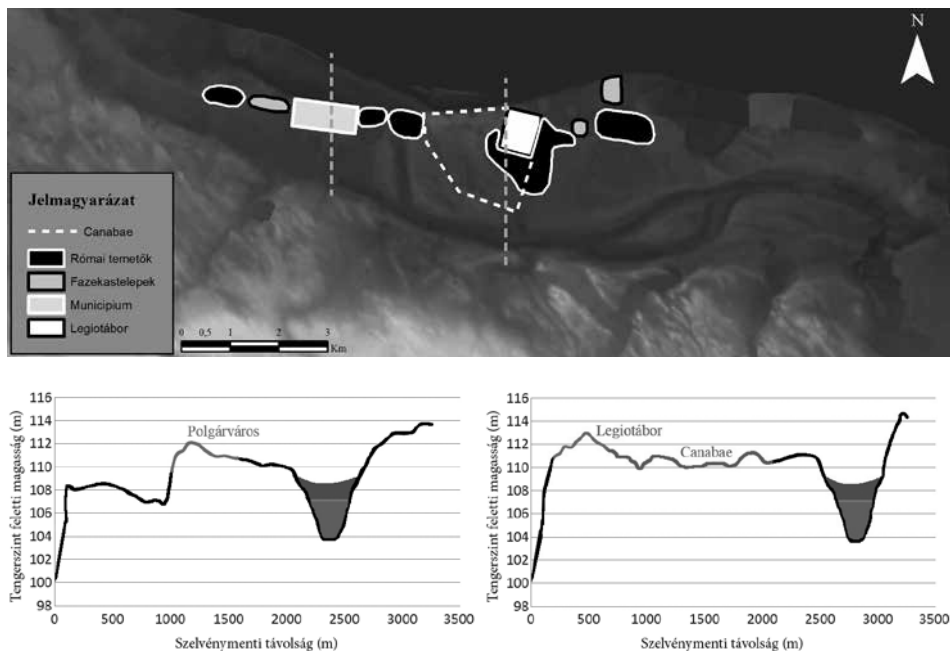 N
Jelmagyarázat
Canabae
Római temetők
Fazekastelepek
Municipium
Legiotábor
0 0,5 1 2 3
Km
116
114
112
110
108
106
104
102
100
98
Tengerszint feletti magasság (m)
Polgárváros
0 500 1000 1500 2000 2500 3000 3500
Szelvénymenti távolság (m)
116
114
112
110
108
106
104
102
100
98
Tengerszint feletti magasság (m)
Legiotábor
Canabae
0 500 1000 1500 2000 2500 3000 3500
Szelvénymenti távolság (m)